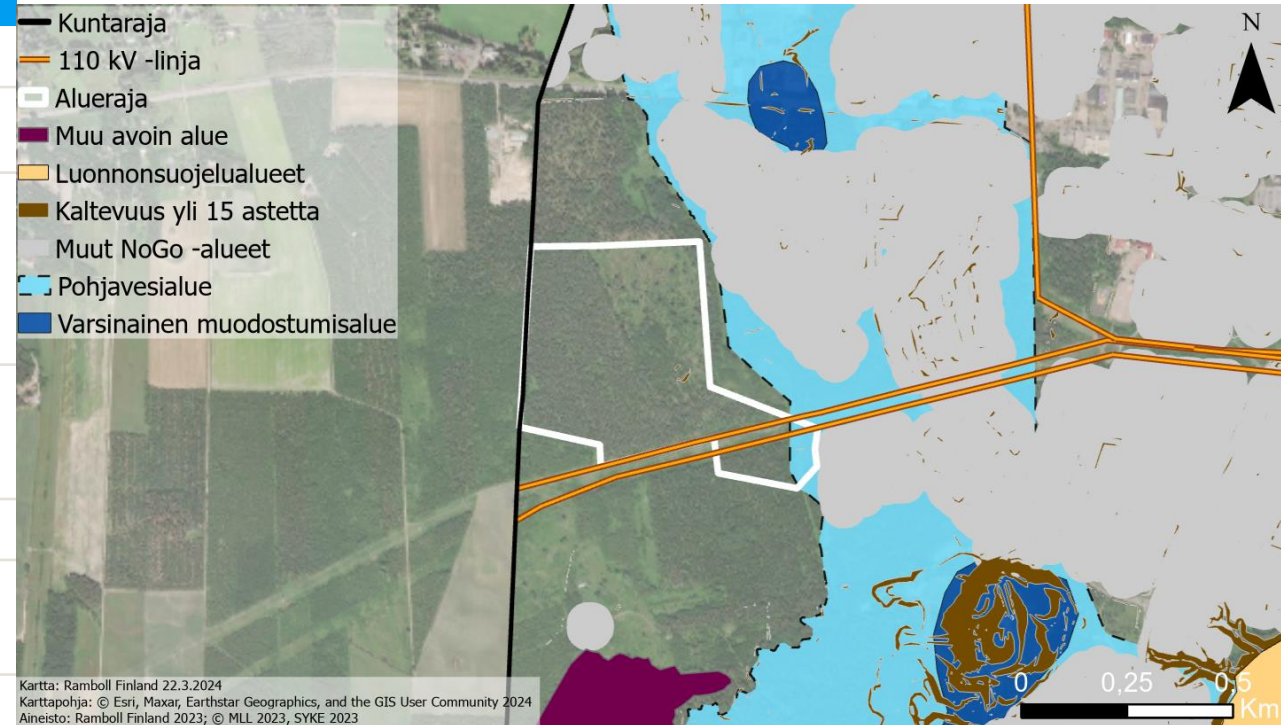 Kuntaraja
110 kV -linja
Alueraja
Muu avoin alue
Luonnonsuojelualueet
Kaltevuus yli 15 astetta
Muut NoGo -alueet
Pohjavesialue
Varsinainen muodostumisalue
N
0 0,25 0,5
Km
Kartta: Ramboll Finland 22.3.2024
Karttapohja: © Esri, Maxar, Earthstar Geographics, and the GIS User Community 2024
Aineisto: Ramboll Finland 2023; © MLL 2023, SYKE 2023